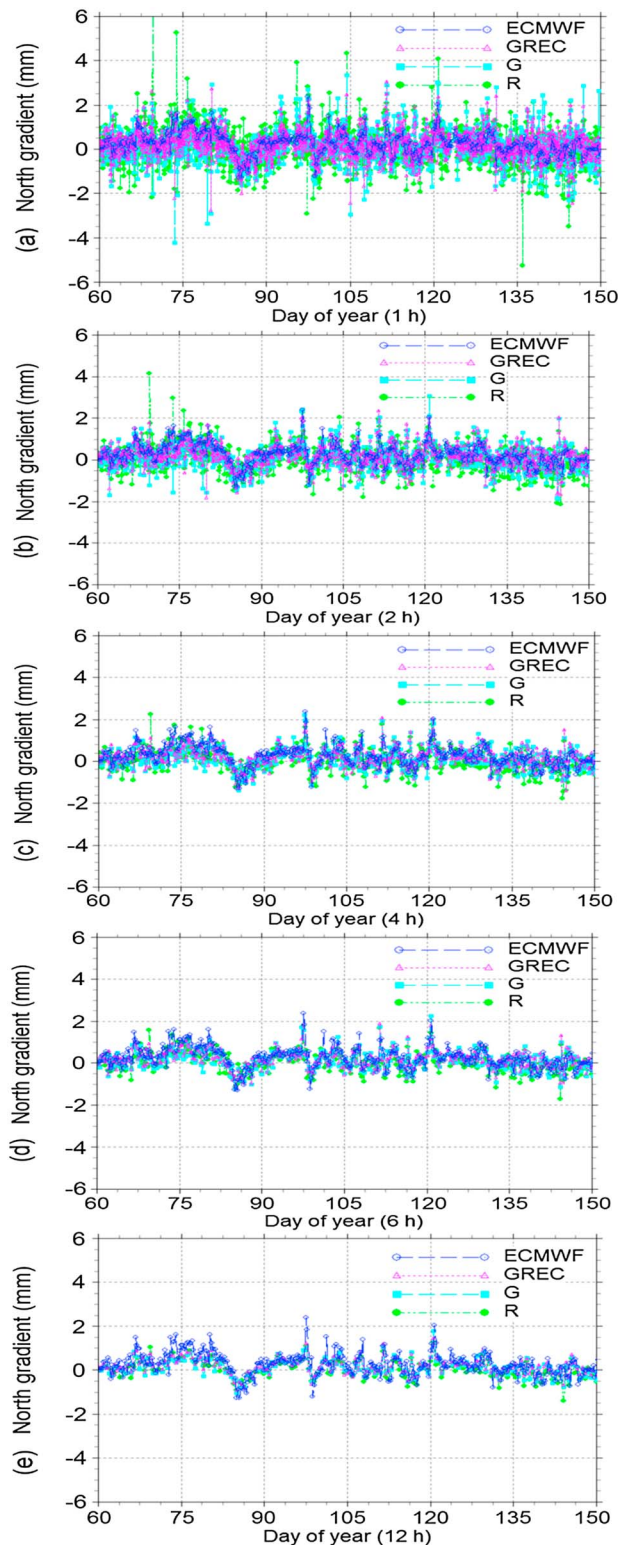 6
ECMWF
GREC
G
R
4
2
0
-2
-4
-6
(a) North gradient (mm)
60 75 90 105 120 135 150
Day of year (1 h)
6
ECMWF
GREC
G
R
4
2
0
-2
-4
-6
(b) North gradient (mm)
60 75 90 105 120 135 150
Day of year (2 h)
6
ECMWF
GREC
G
R
4
2
0
-2
-4
-6
(c) North gradient (mm)
60 75 90 105 120 135 150
Day of year (4 h)
6
ECMWF
GREC
G
R
4
2
0
-2
-4
-6
(d) North gradient (mm)
60 75 90 105 120 135 150
Day of year (6 h)
6
ECMWF
GREC
G
R
4
2
0
-2
-4
-6
(e) North gradient (mm)
60 75 90 105 120 135 150
Day of year (12 h)